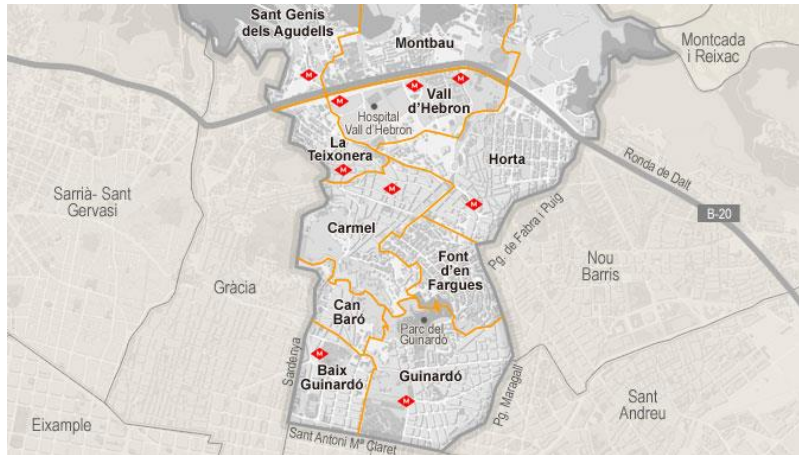 Sant Genís
dels Agudells
Montbau
Montcada
i Reixac
M
M
M
M
Vall
d'Hebron
Hospital
Vall d'Hebron
La
Teixonera
Horta
Ronda de Dalt
M
M
M
Sarrià- Sant
Gervasi
B-20
Carmel
Pg. de Fabra i Puig
Font
d'en
Fargues
Nou
Barris
Gràcia
Can
Baró
Parc del
Guinardó
Sardenya
M
Baix
Guinardó
Guinardó
M
Pg. Maragall
Sant
Andreu
Eixample
Sant Antoni Mª Claret